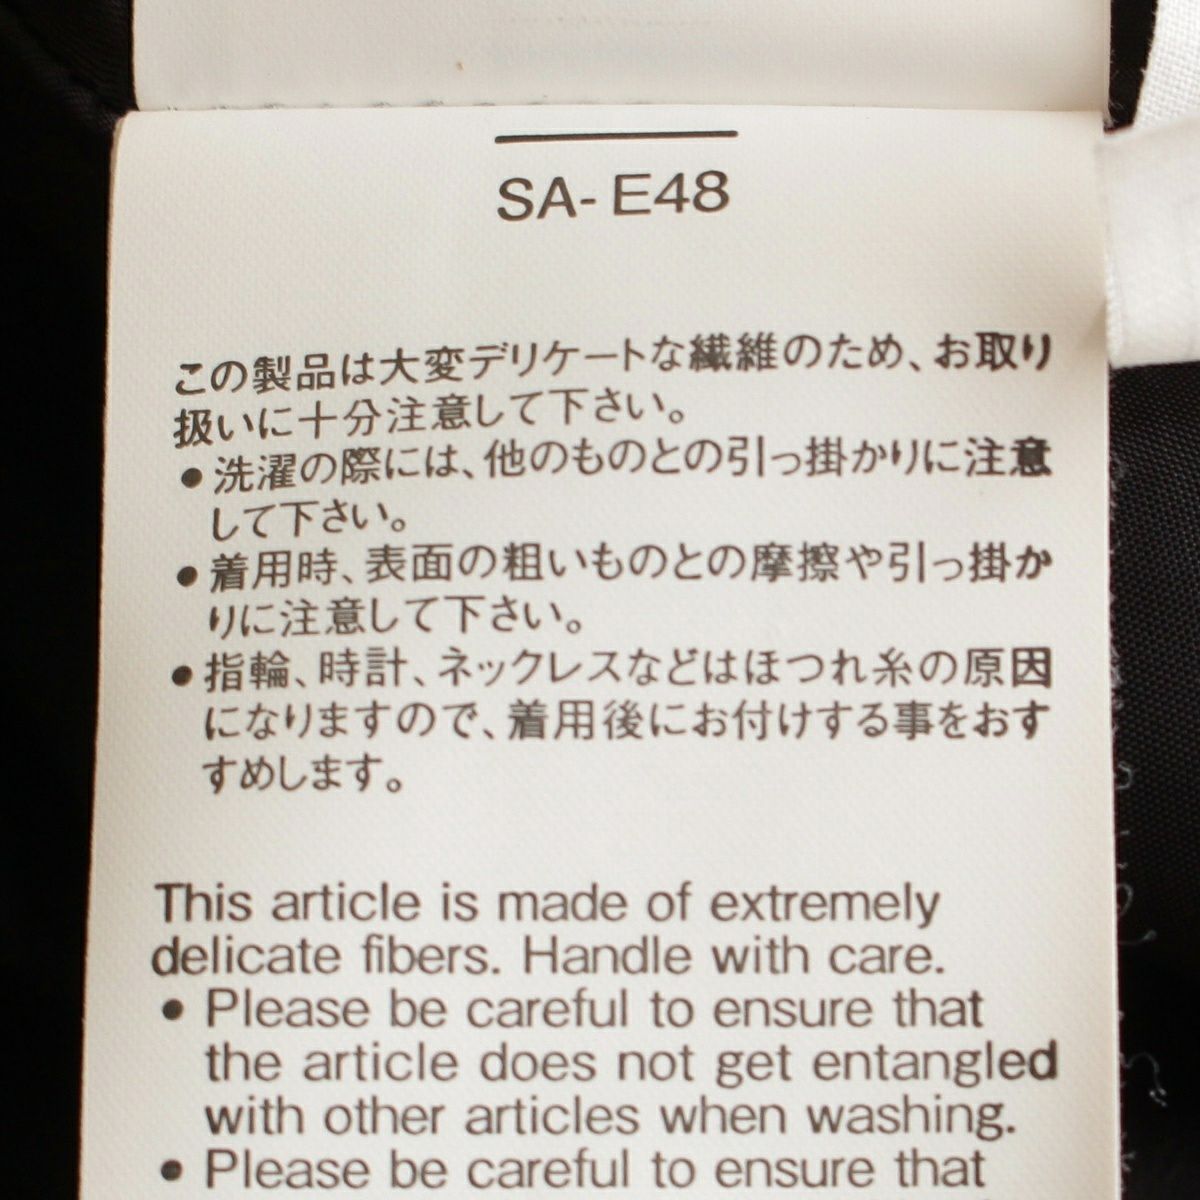 SA- E48
この製品は大変デリケートな繊維のため、お取り
扱いに十分注意して下さい。
● 洗濯の際には、他のものとの引っ掛かりに注意
して下さい。
● 着用時、表面の粗いものとの摩擦や引っ掛か
りに注意して下さい。
● 指輪、時計、ネックレスなどはほつれ糸の原因
になりますので、着用後にお付けする事をおす
すめします。
This article is made of extremely
delicate fibers. Handle with care.
● Please be careful to ensure that
the article does not get entangled
with other articles when washing.
● Please be careful to ensure that